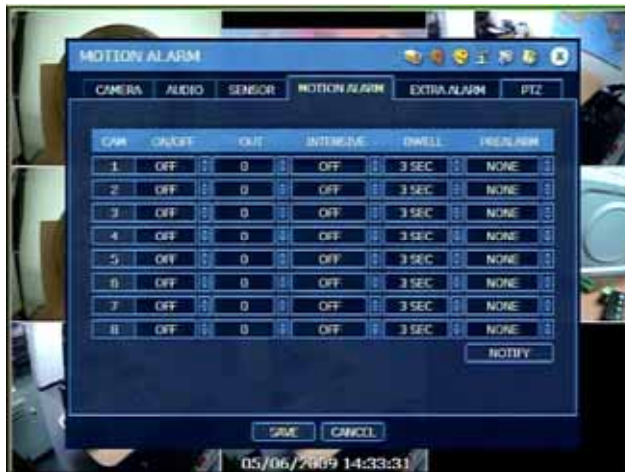 MOTION ALARM
CAMERA AUDIO SENSOR MOTION ALARM EXTRA ALARM PTZ
CAM ON/OFF OUT INTENSIVE DWELL PREALARM
1 OFF 0 OFF 3 SEC NONE
2 OFF 0 OFF 3 SEC NONE
3 OFF 0 OFF 3 SEC NONE
4 OFF 0 OFF 3 SEC NONE
5 OFF 0 OFF 3 SEC NONE
6 OFF 0 OFF 3 SEC NONE
7 OFF 0 OFF 3 SEC NONE
8 OFF 0 OFF 3 SEC NONE
NOTIFY
SAVE CANCEL
05/06/2009 14:33:31